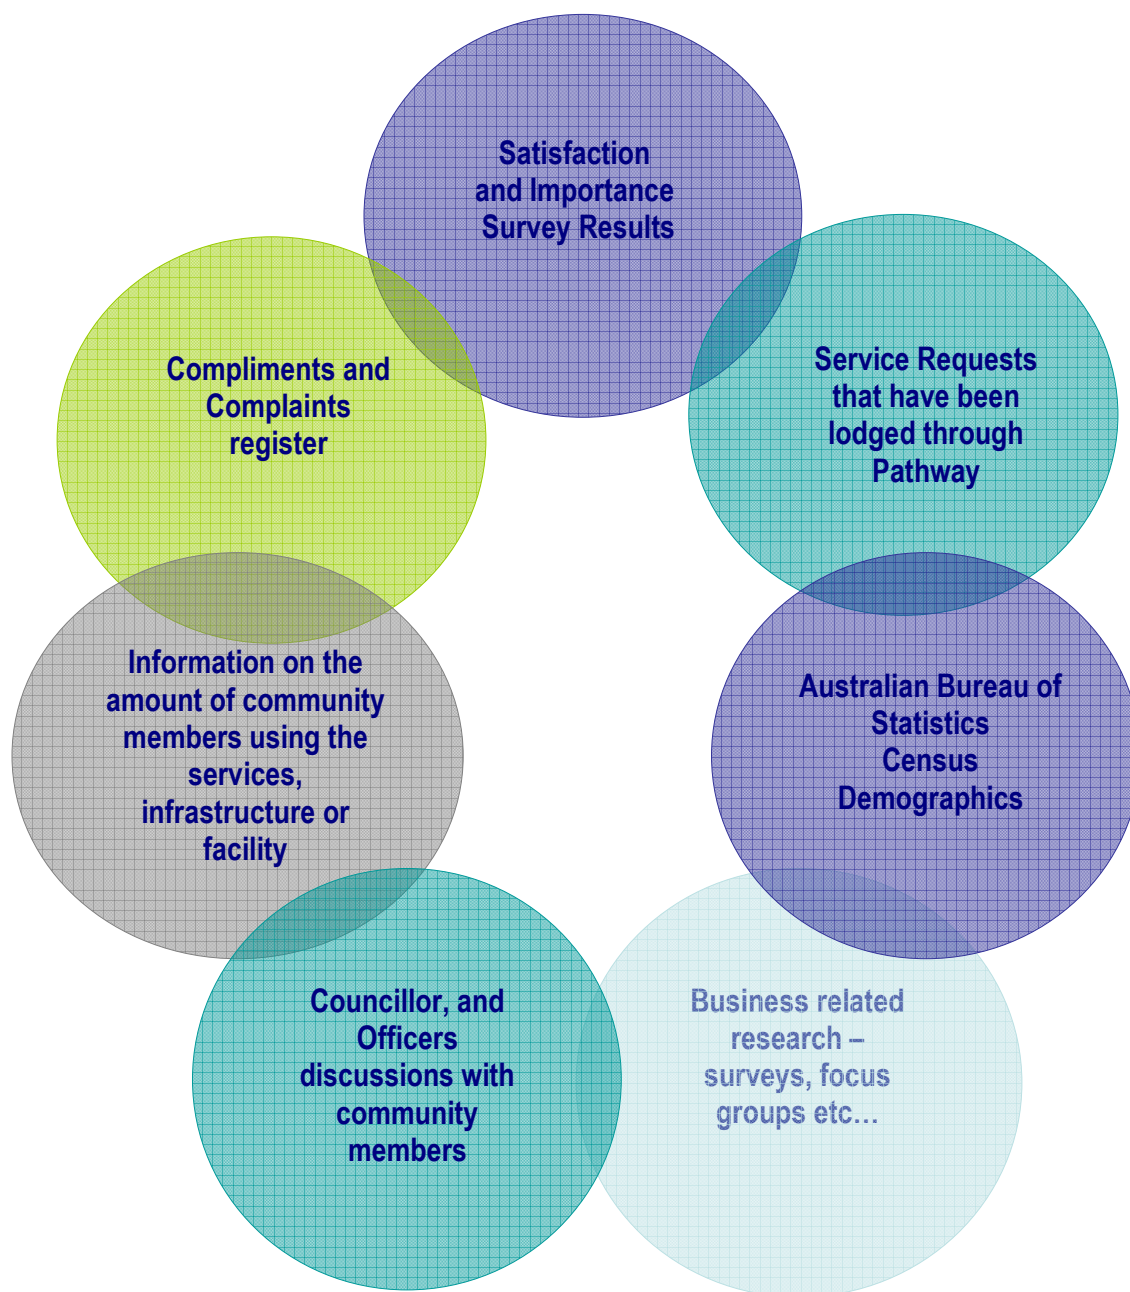 Satisfaction
and Importance
Survey Results
Compliments and
Complaints
register
Service Requests
that have been
lodged through
Pathway
Information on the
amount of community
members using the
services,
infrastructure or
facility
Australian Bureau of
Statistics
Census
Demographics
Councillor, and
Officers
discussions with
community
members
Business related
research –
surveys, focus
groups etc…